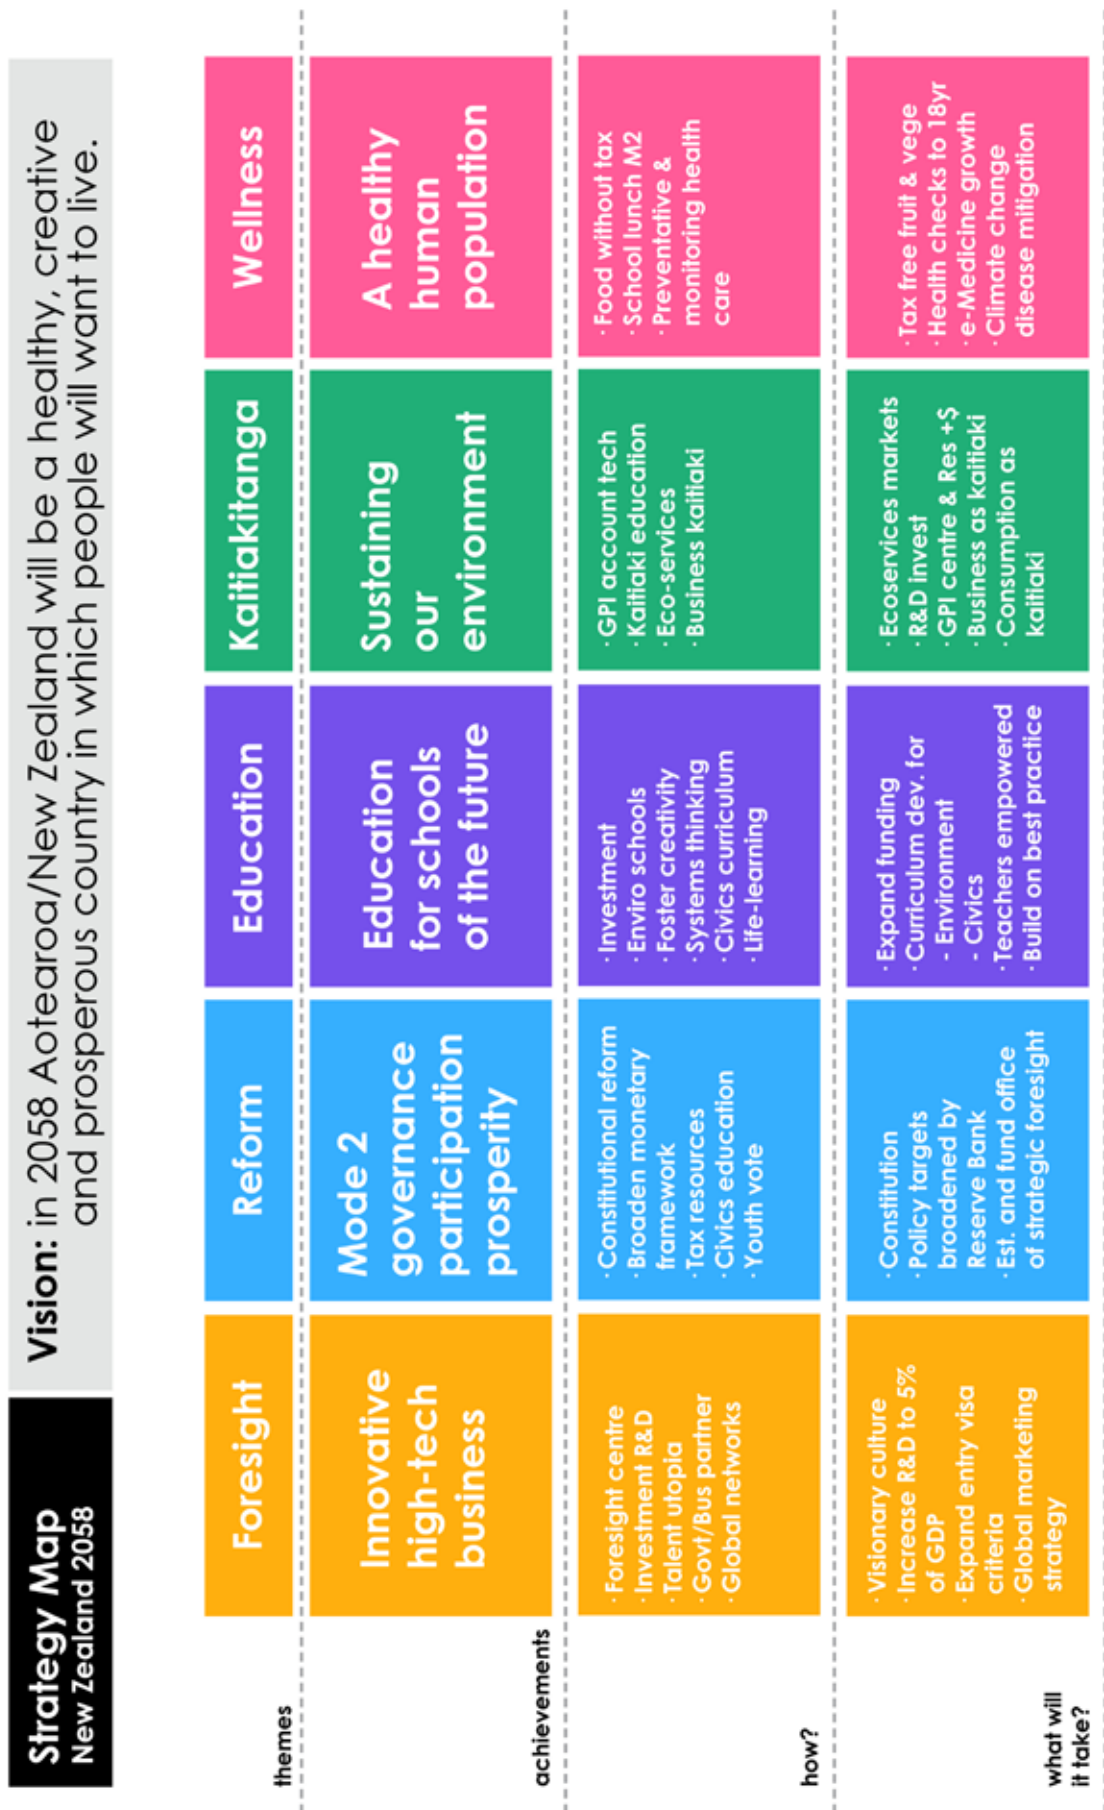 Strategy Map
New Zealand 2058
Vision: in 2058 Aotearoa/New Zealand will be a healthy, creative
and prosperous country in which people will want to live.
themes
Foresight
Reform
Education
Kaitiakitanga
Wellness
achievements
Innovative
high-tech
business
Mode 2
governance
participation
prosperity
Education
for schools
of the future
Sustaining
our
environment
A healthy
human
population
how?
· Foresight centre
· Investment R&D
· Talent utopia
· Govt/Bus partner
· Global networks
· Constitutional reform
· Broaden monetary
framework
· Tax resources
· Civics education
· Youth vote
· Investment
· Enviro schools
· Foster creativity
· Systems thinking
· Civics curriculum
· Life-learning
· GPI account tech
· Kaitiaki education
· Eco-services
· Business kaitiaki
· Food without tax
· School lunch M2
· Preventative &
monitoring health
care
what will
it take?
· Visionary culture
· Increase R&D to 5%
of GDP
· Expand entry visa
criteria
· Global marketing
strategy
· Constitution
· Policy targets
broadened by
Reserve Bank
· Est. and fund office
of strategic foresight
· Expand funding
· Curriculum dev. for
- Environment
- Civics
· Teachers empowered
· Build on best practice
· Ecoservices markets
· R&D invest
· GPI centre & Res +$
· Business as kaitiaki
· Consumption as
kaitiaki
· Tax free fruit & vege
· Health checks to 18yr
· e-Medicine growth
· Climate change
disease mitigation